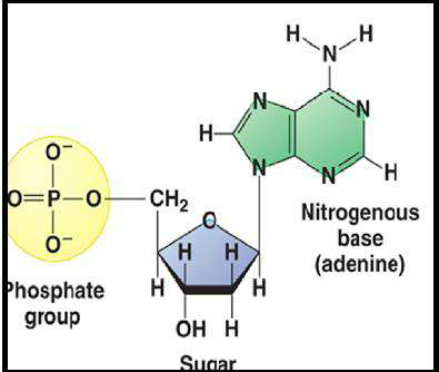 H H
N
N N
H
N N H
O⁻
O=P—O—CH₂
O⁻
O
H H
H H
OH H
Phosphate
group
Nitrogenous
base
(adenine)
Sugar